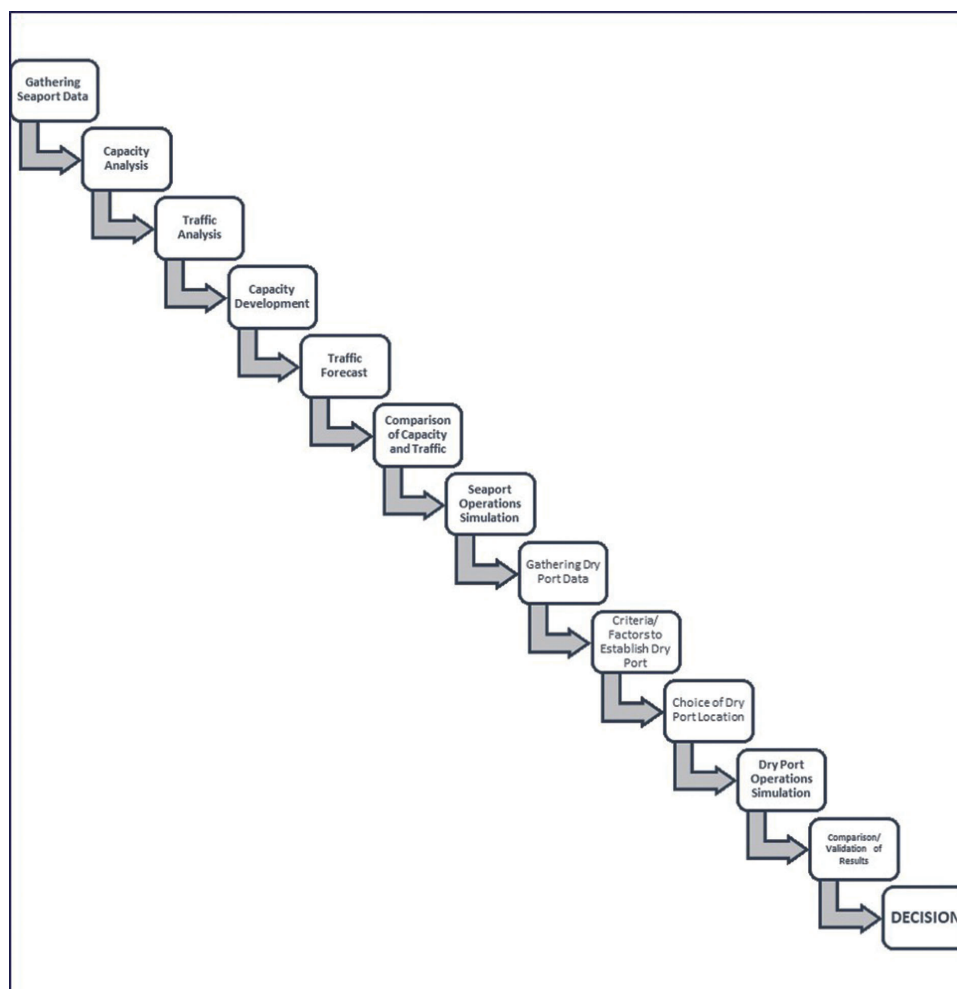 Gathering
Seaport Data
Capacity
Analysis
Traffic
Analysis
Capacity
Development
Traffic
Forecast
Comparison
of Capacity
and Traffic
Seaport
Operations
Simulation
Gathering Dry
Port Data
Criteria/
Factors to
Establish Dry
Port
Choice of Dry
Port Location
Dry Port
Operations
Simulation
Comparison/
Validation of
Results
DECISION